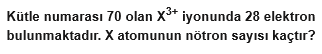 Kütle numarası 70 olan X³⁺ iyonunda 28 elektron
bulunmaktadır. X atomunun nötron sayısı kaçtır?